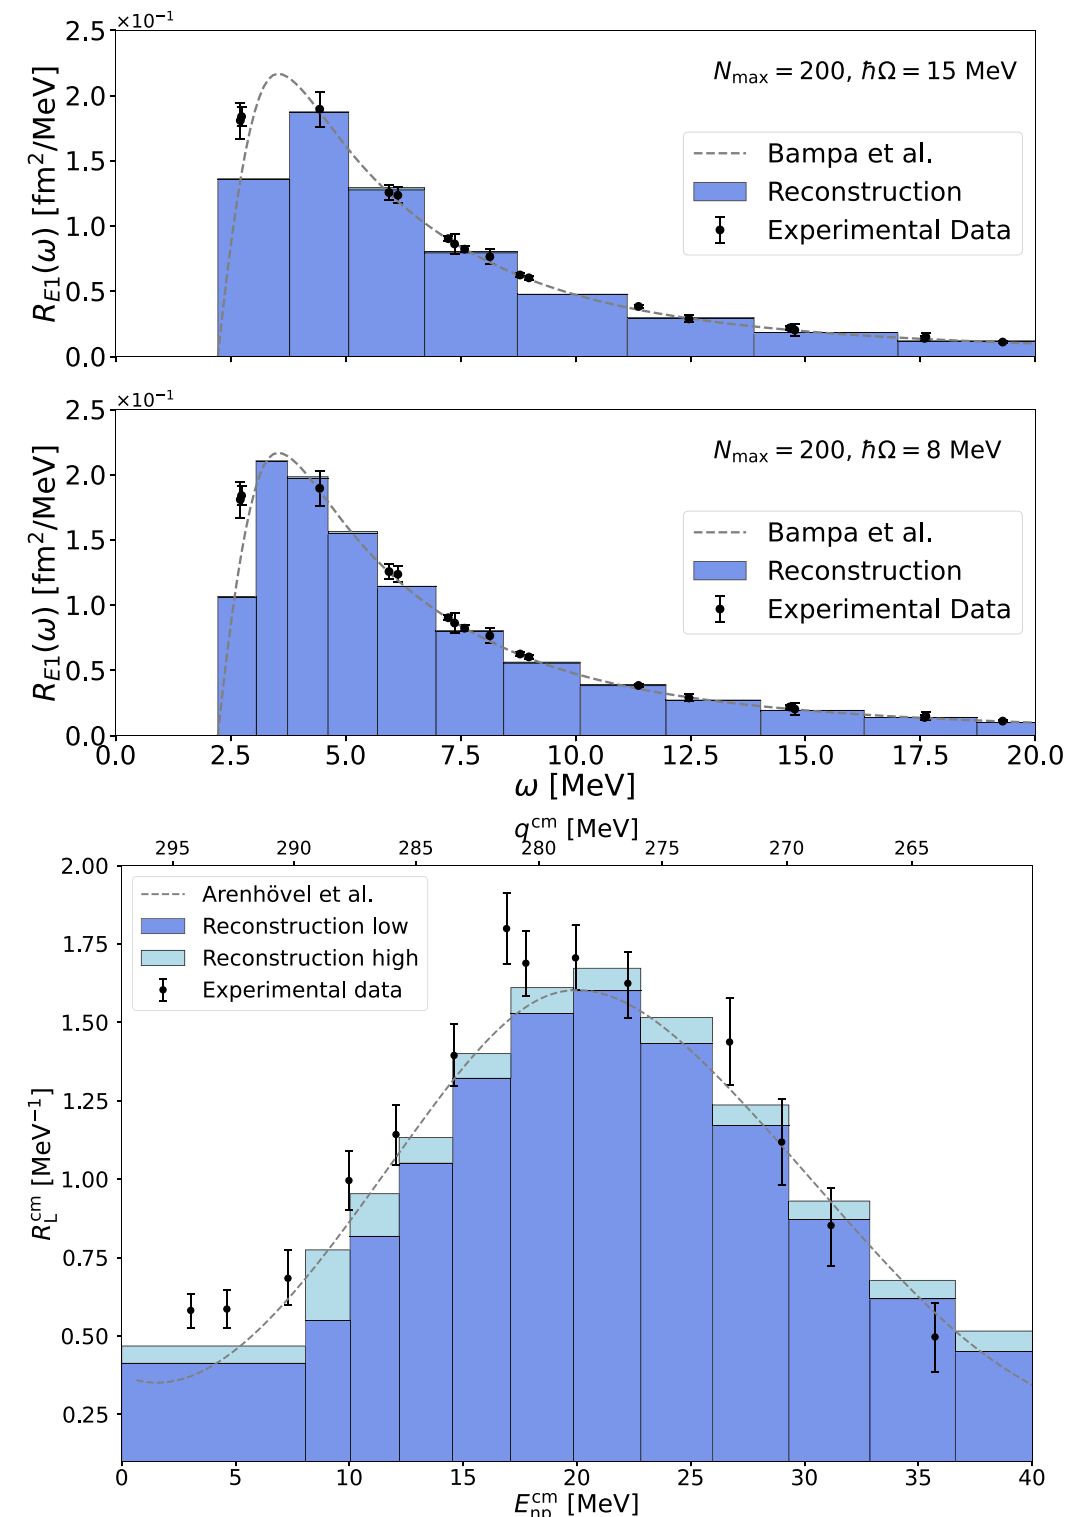 ×10⁻¹
2.5
2.0
1.5
1.0
0.5
0.0
R_{E1}(ω) [fm²/MeV]
N_max = 200, ħΩ = 15 MeV
Bampa et al.
Reconstruction
Experimental Data
×10⁻¹
2.5
2.0
1.5
1.0
0.5
0.0
R_{E1}(ω) [fm²/MeV]
N_max = 200, ħΩ = 8 MeV
Bampa et al.
Reconstruction
Experimental Data
0.0 2.5 5.0 7.5 10.0 12.5 15.0 17.5 20.0
ω [MeV]
q^cm [MeV]
295 290 285 280 275 270 265
2.00
1.75
1.50
1.25
1.00
0.75
0.50
0.25
R_L^cm [MeV⁻¹]
Arenhövel et al.
Reconstruction low
Reconstruction high
Experimental data
0 5 10 15 20 25 30 35 40
E_np^cm [MeV]